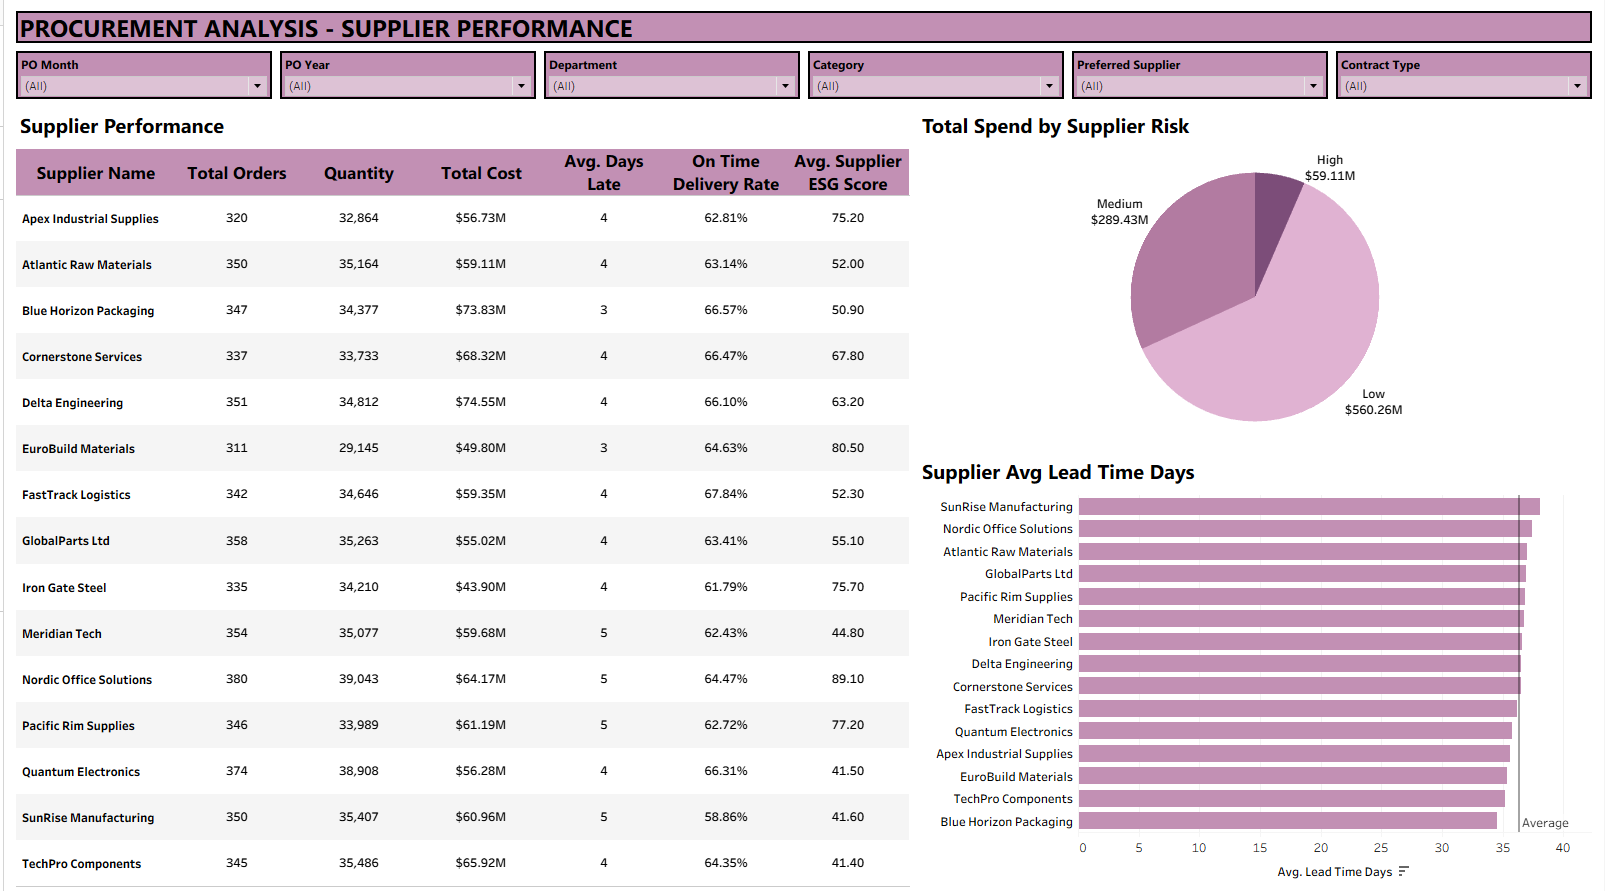 PROCUREMENT ANALYSIS - SUPPLIER PERFORMANCE
PO Month PO Year Department Category Preferred Supplier Contract Type
(All) (All) (All) (All) (All) (All)
Supplier Performance
Supplier Name Total Orders Quantity Total Cost Avg. Days Late On Time Delivery Rate Avg. Supplier ESG Score
Apex Industrial Supplies 320 32,864 $56.73M 4 62.81% 75.20
Atlantic Raw Materials 350 35,164 $59.11M 4 63.14% 52.00
Blue Horizon Packaging 347 34,377 $73.83M 3 66.57% 50.90
Cornerstone Services 337 33,733 $68.32M 4 66.47% 67.80
Delta Engineering 351 34,812 $74.55M 4 66.10% 63.20
EuroBuild Materials 311 29,145 $49.80M 3 64.63% 80.50
FastTrack Logistics 342 34,646 $59.35M 4 67.84% 52.30
GlobalParts Ltd 358 35,263 $55.02M 4 63.41% 55.10
Iron Gate Steel 335 34,210 $43.90M 4 61.79% 75.70
Meridian Tech 354 35,077 $59.68M 5 62.43% 44.80
Nordic Office Solutions 380 39,043 $64.17M 5 64.47% 89.10
Pacific Rim Supplies 346 33,989 $61.19M 5 62.72% 77.20
Quantum Electronics 374 38,908 $56.28M 4 66.31% 41.50
SunRise Manufacturing 350 35,407 $60.96M 5 58.86% 41.60
TechPro Components 345 35,486 $65.92M 4 64.35% 41.40
Total Spend by Supplier Risk
High
$59.11M
Medium
$289.43M
Low
$560.26M
Supplier Avg Lead Time Days
SunRise Manufacturing
Nordic Office Solutions
Atlantic Raw Materials
GlobalParts Ltd
Pacific Rim Supplies
Meridian Tech
Iron Gate Steel
Delta Engineering
Cornerstone Services
FastTrack Logistics
Quantum Electronics
Apex Industrial Supplies
EuroBuild Materials
TechPro Components
Blue Horizon Packaging
Average
0 5 10 15 20 25 30 35 40
Avg. Lead Time Days